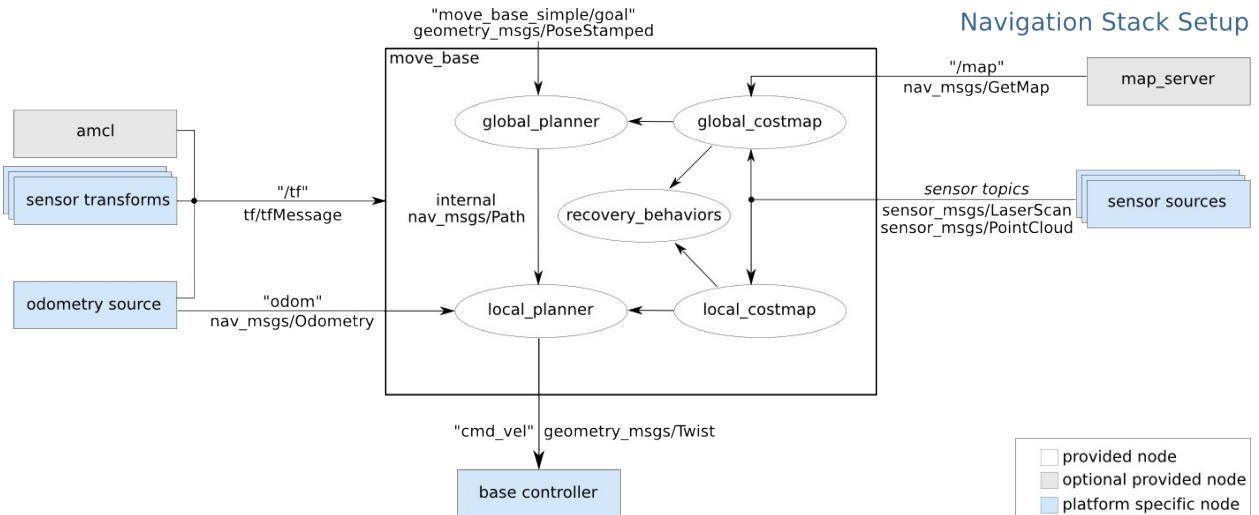 Navigation Stack Setup
"move_base_simple/goal"
geometry_msgs/PoseStamped
move_base
"/map"
nav_msgs/GetMap
map_server
amcl
global_planner
global_costmap
sensor transforms
"/tf"
tf/tfMessage
internal
nav_msgs/Path
recovery_behaviors
sensor topics
sensor_msgs/LaserScan
sensor_msgs/PointCloud
sensor sources
odometry source
"odom"
nav_msgs/Odometry
local_planner
local_costmap
"cmd_vel" geometry_msgs/Twist
base controller
provided node
optional provided node
platform specific node